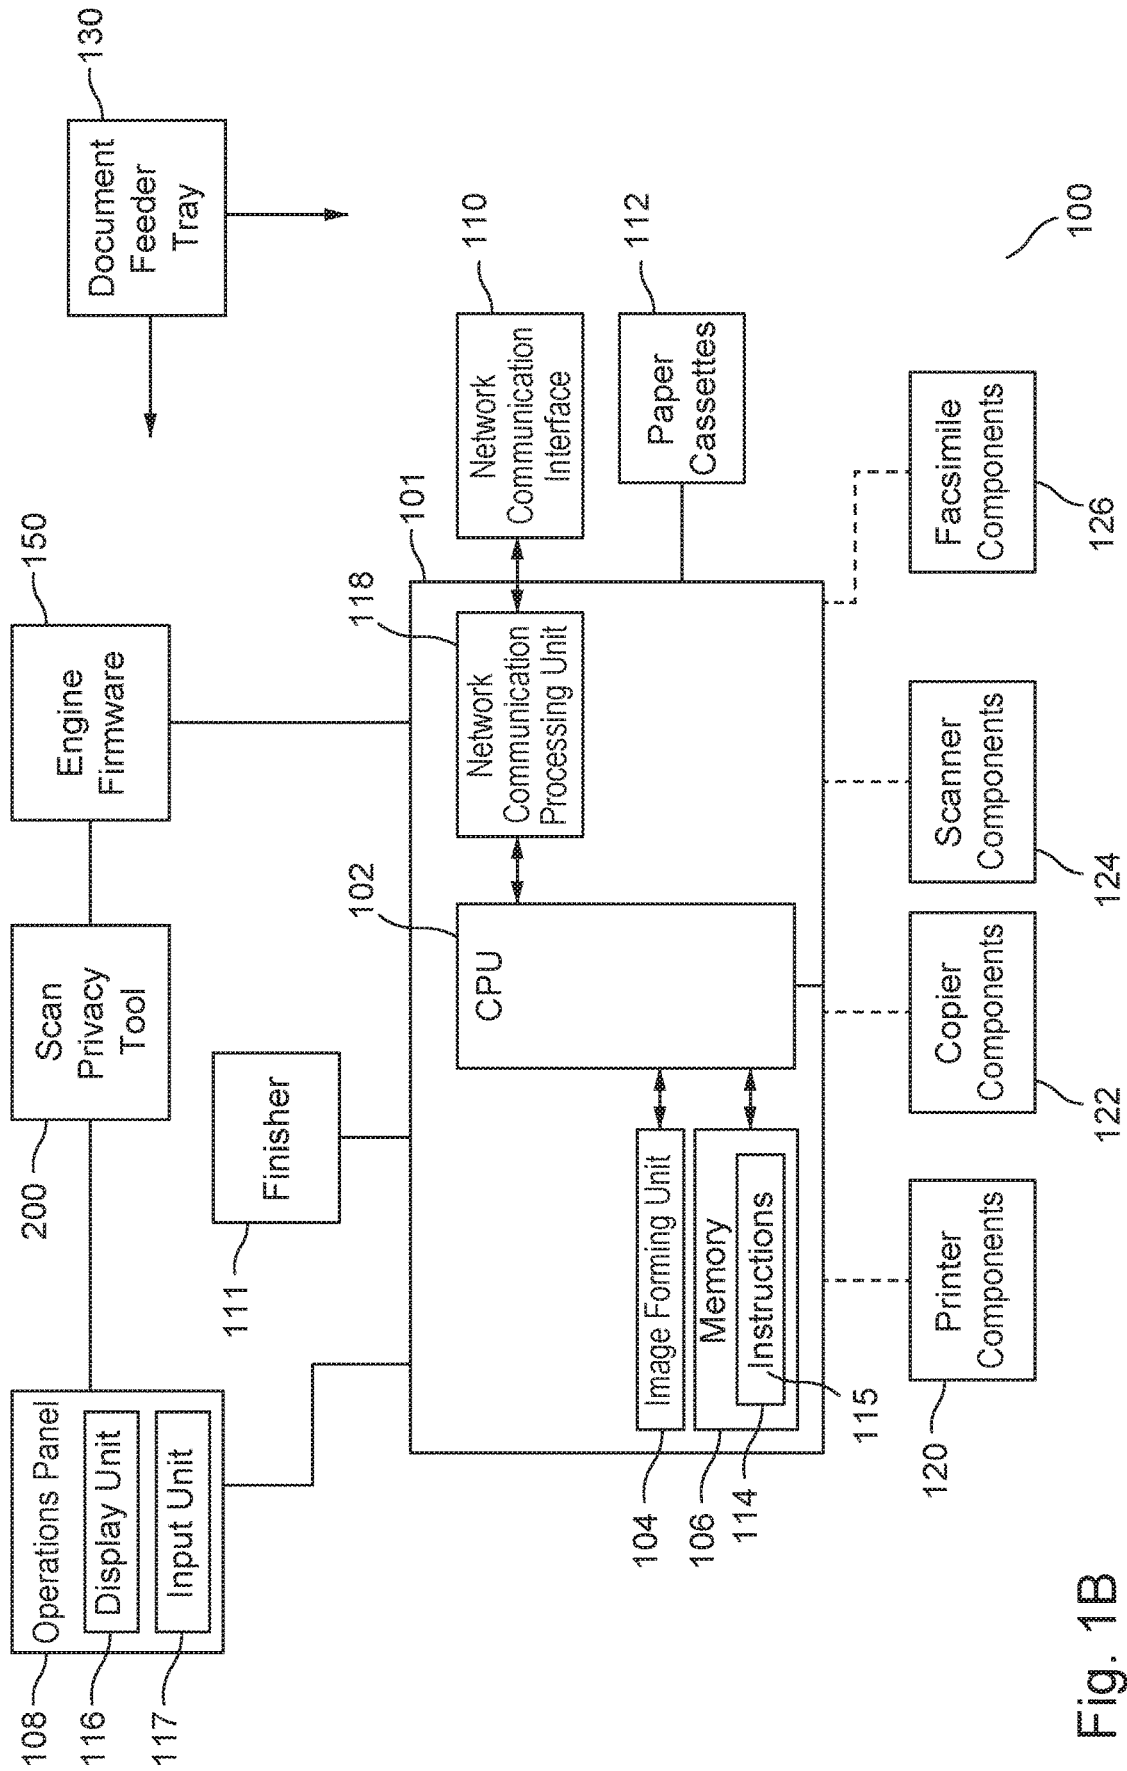 108
Operations Panel
116
Display Unit
117
Input Unit
200
Scan
Privacy
Tool
150
Engine
Firmware
130
Document
Feeder
Tray
111
Finisher
101
102
CPU
118
Network
Communication
Processing Unit
110
Network
Communication
Interface
112
Paper
Cassettes
104
Image Forming Unit
106
Memory
114
Instructions
115
120
Printer
Components
122
Copier
Components
124
Scanner
Components
126
Facsimile
Components
100
Fig. 1B